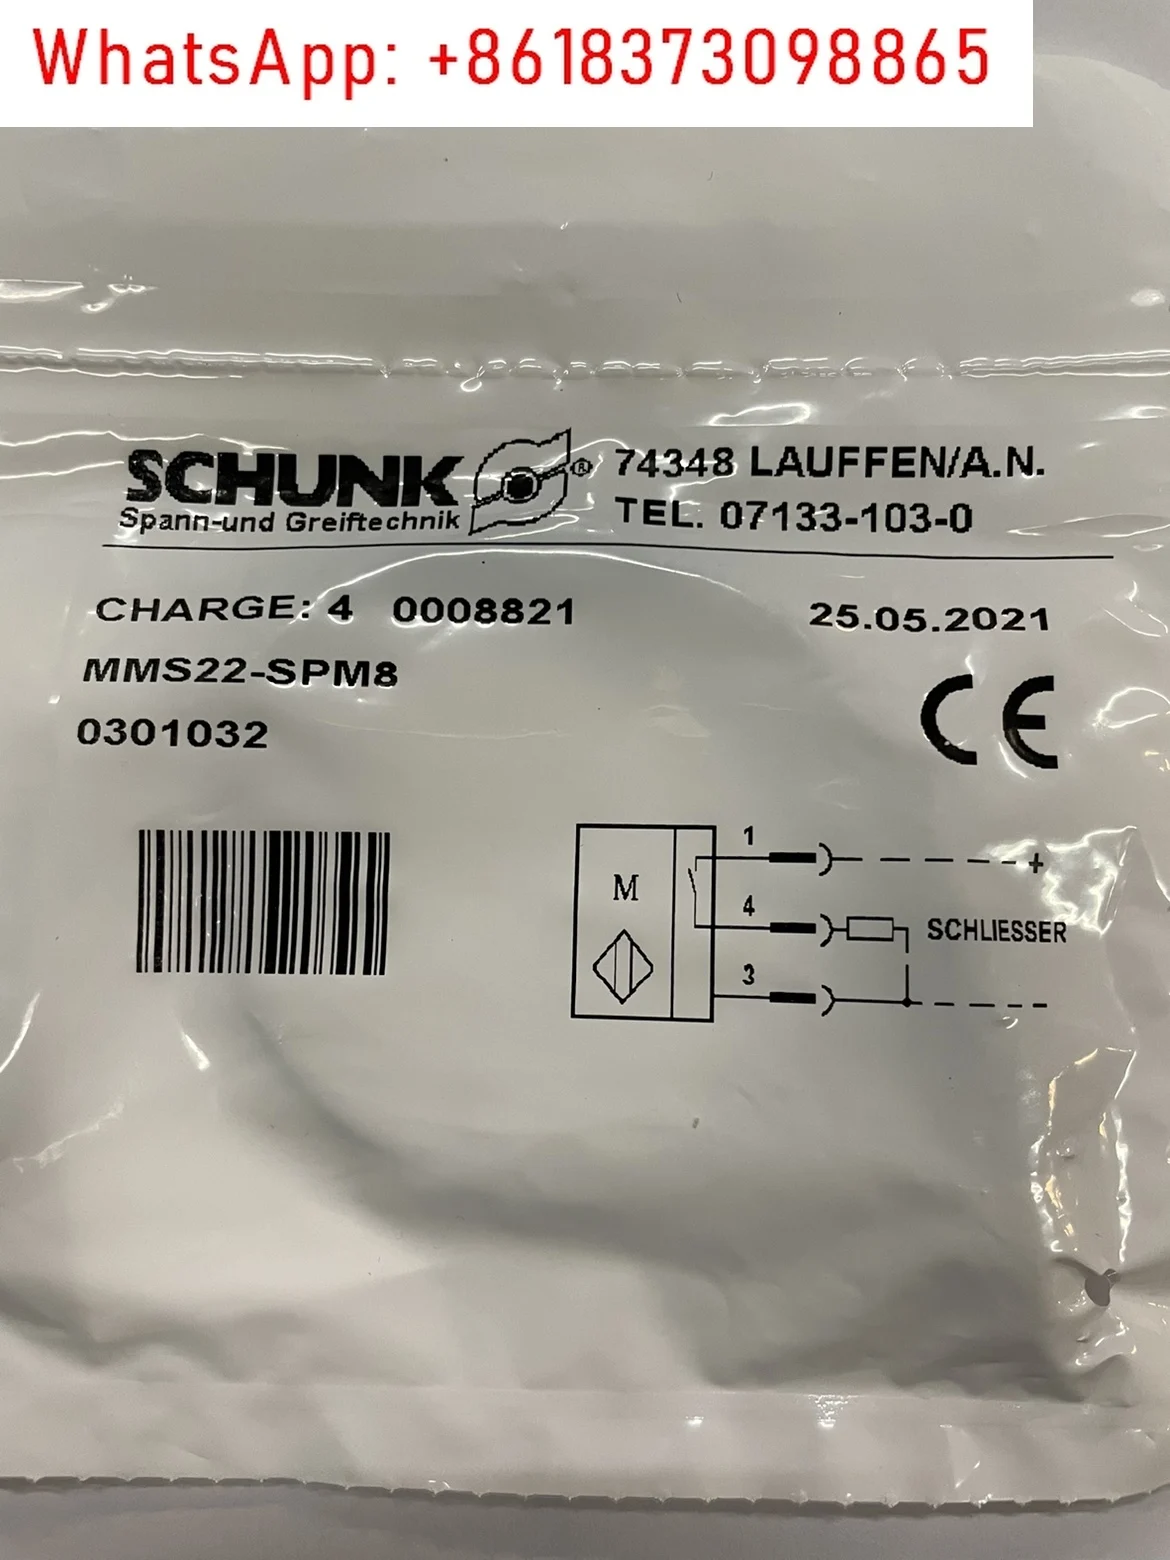 WhatsApp: +8618373098865
SCHUNK ® 74348 LAUFFEN/A.N.
Spann-und Greiftechnik TEL. 07133-103-0
CHARGE: 4 0008821 25.05.2021
MMS22-SPM8
0301032
CE
1
+
M
4
SCHLIESSER
3
-